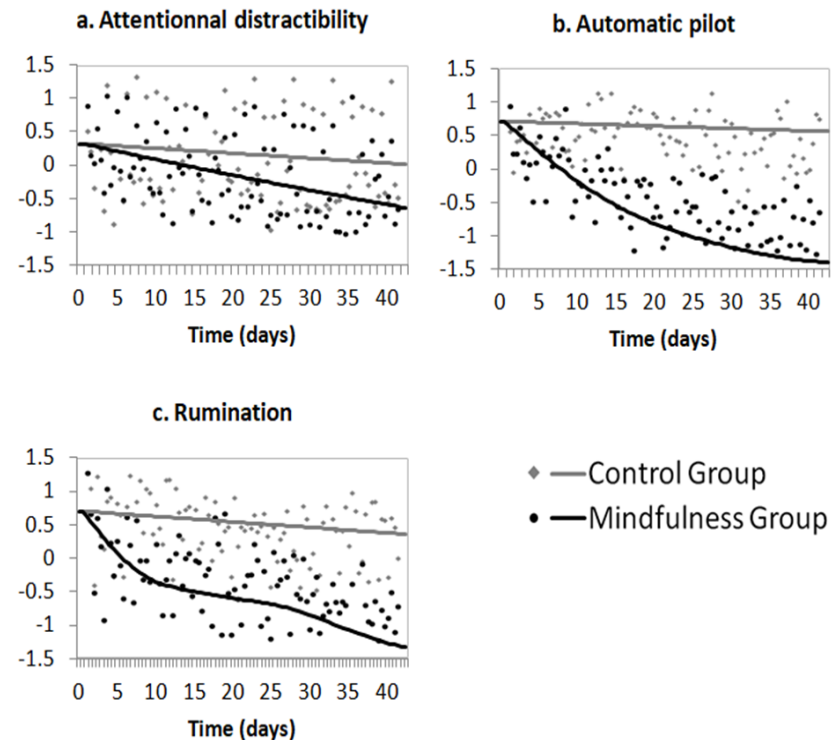 a. Attentionnal distractibility
1.5
1
0.5
0
-0.5
-1
-1.5
0 5 10 15 20 25 30 35 40
Time (days)
b. Automatic pilot
1.5
1
0.5
0
-0.5
-1
-1.5
0 5 10 15 20 25 30 35 40
Time (days)
c. Rumination
1.5
1
0.5
0
-0.5
-1
-1.5
0 5 10 15 20 25 30 35 40
Time (days)
Control Group
Mindfulness Group